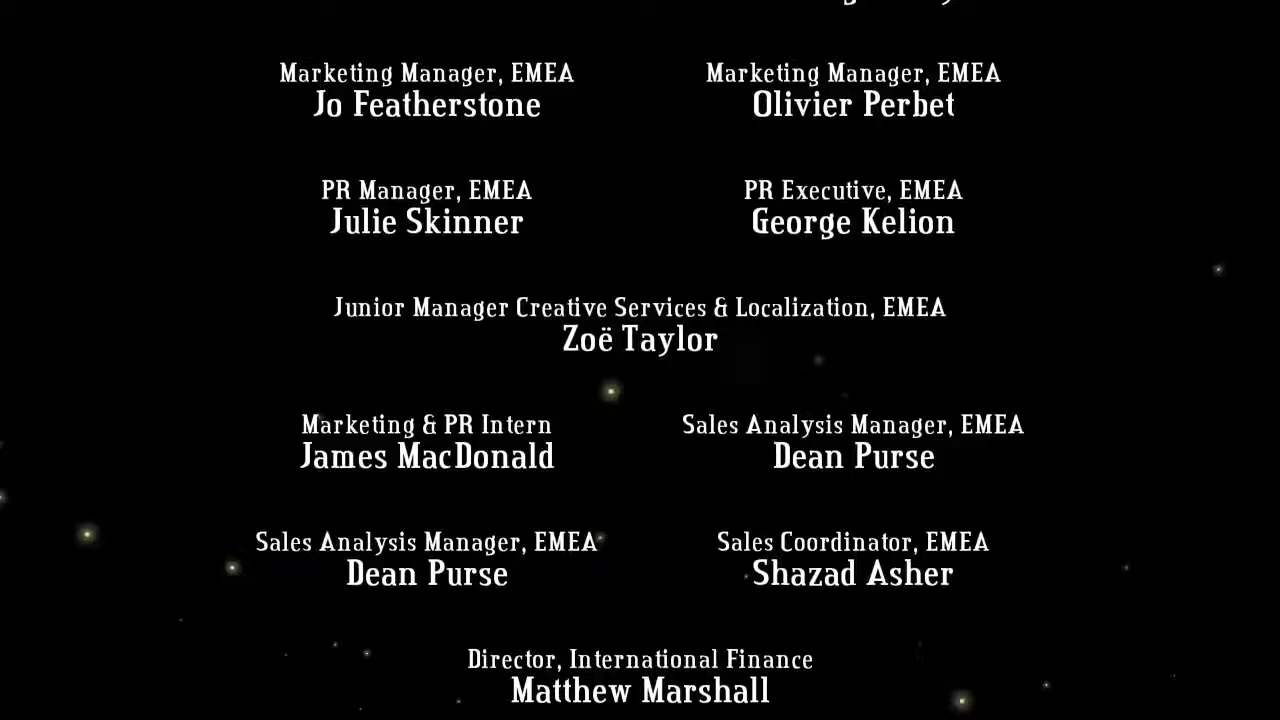 Marketing Manager, EMEA
Jo Featherstone
Marketing Manager, EMEA
Olivier Perbet
PR Manager, EMEA
Julie Skinner
PR Executive, EMEA
George Kelion
Junior Manager Creative Services & Localization, EMEA
Zoë Taylor
Marketing & PR Intern
James MacDonald
Sales Analysis Manager, EMEA
Dean Purse
Sales Analysis Manager, EMEA
Dean Purse
Sales Coordinator, EMEA
Shazad Asher
Director, International Finance
Matthew Marshall